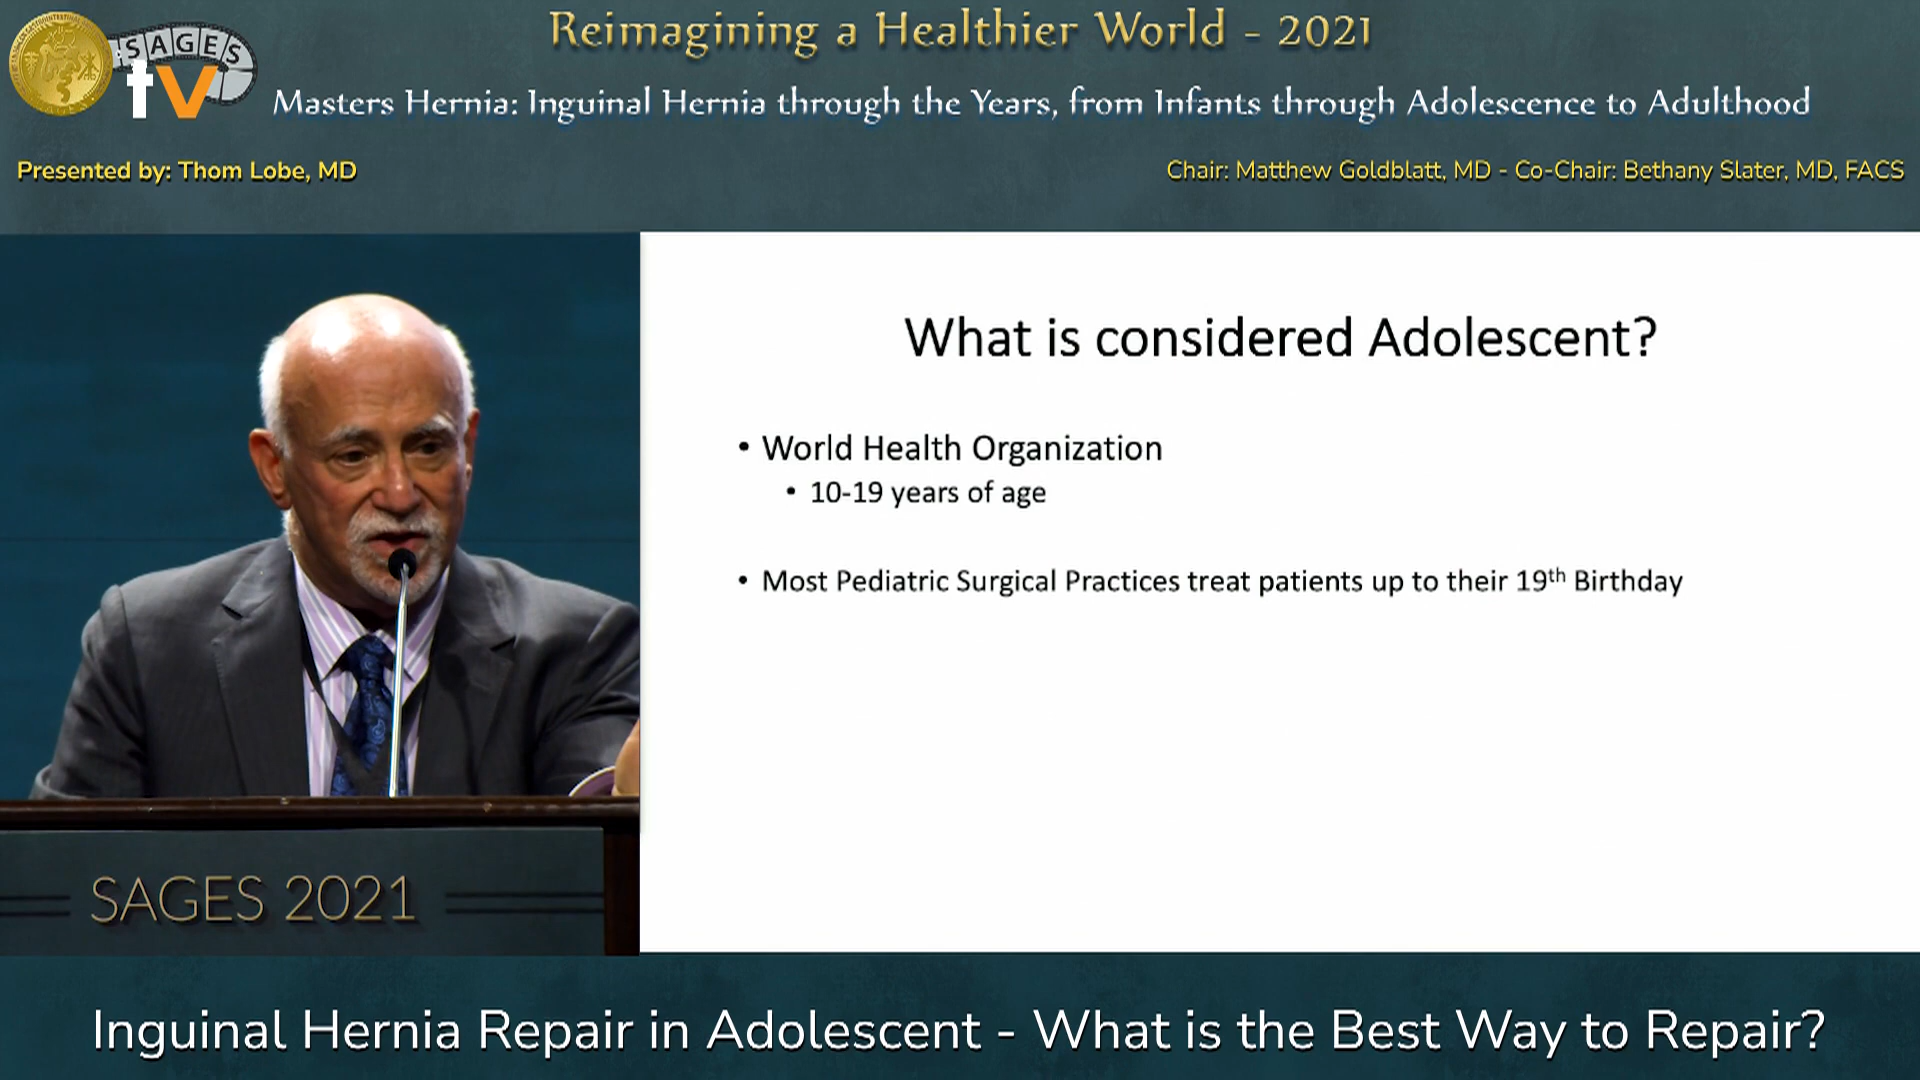 Reimagining a Healthier World - 2021
SAGES
tv
Masters Hernia: Inguinal Hernia through the Years, from Infants through Adolescence to Adulthood
Presented by: Thom Lobe, MD
Chair: Matthew Goldblatt, MD - Co-Chair: Bethany Slater, MD, FACS
What is considered Adolescent?
• World Health Organization
• 10-19 years of age
• Most Pediatric Surgical Practices treat patients up to their 19th Birthday
SAGES 2021
Inguinal Hernia Repair in Adolescent - What is the Best Way to Repair?